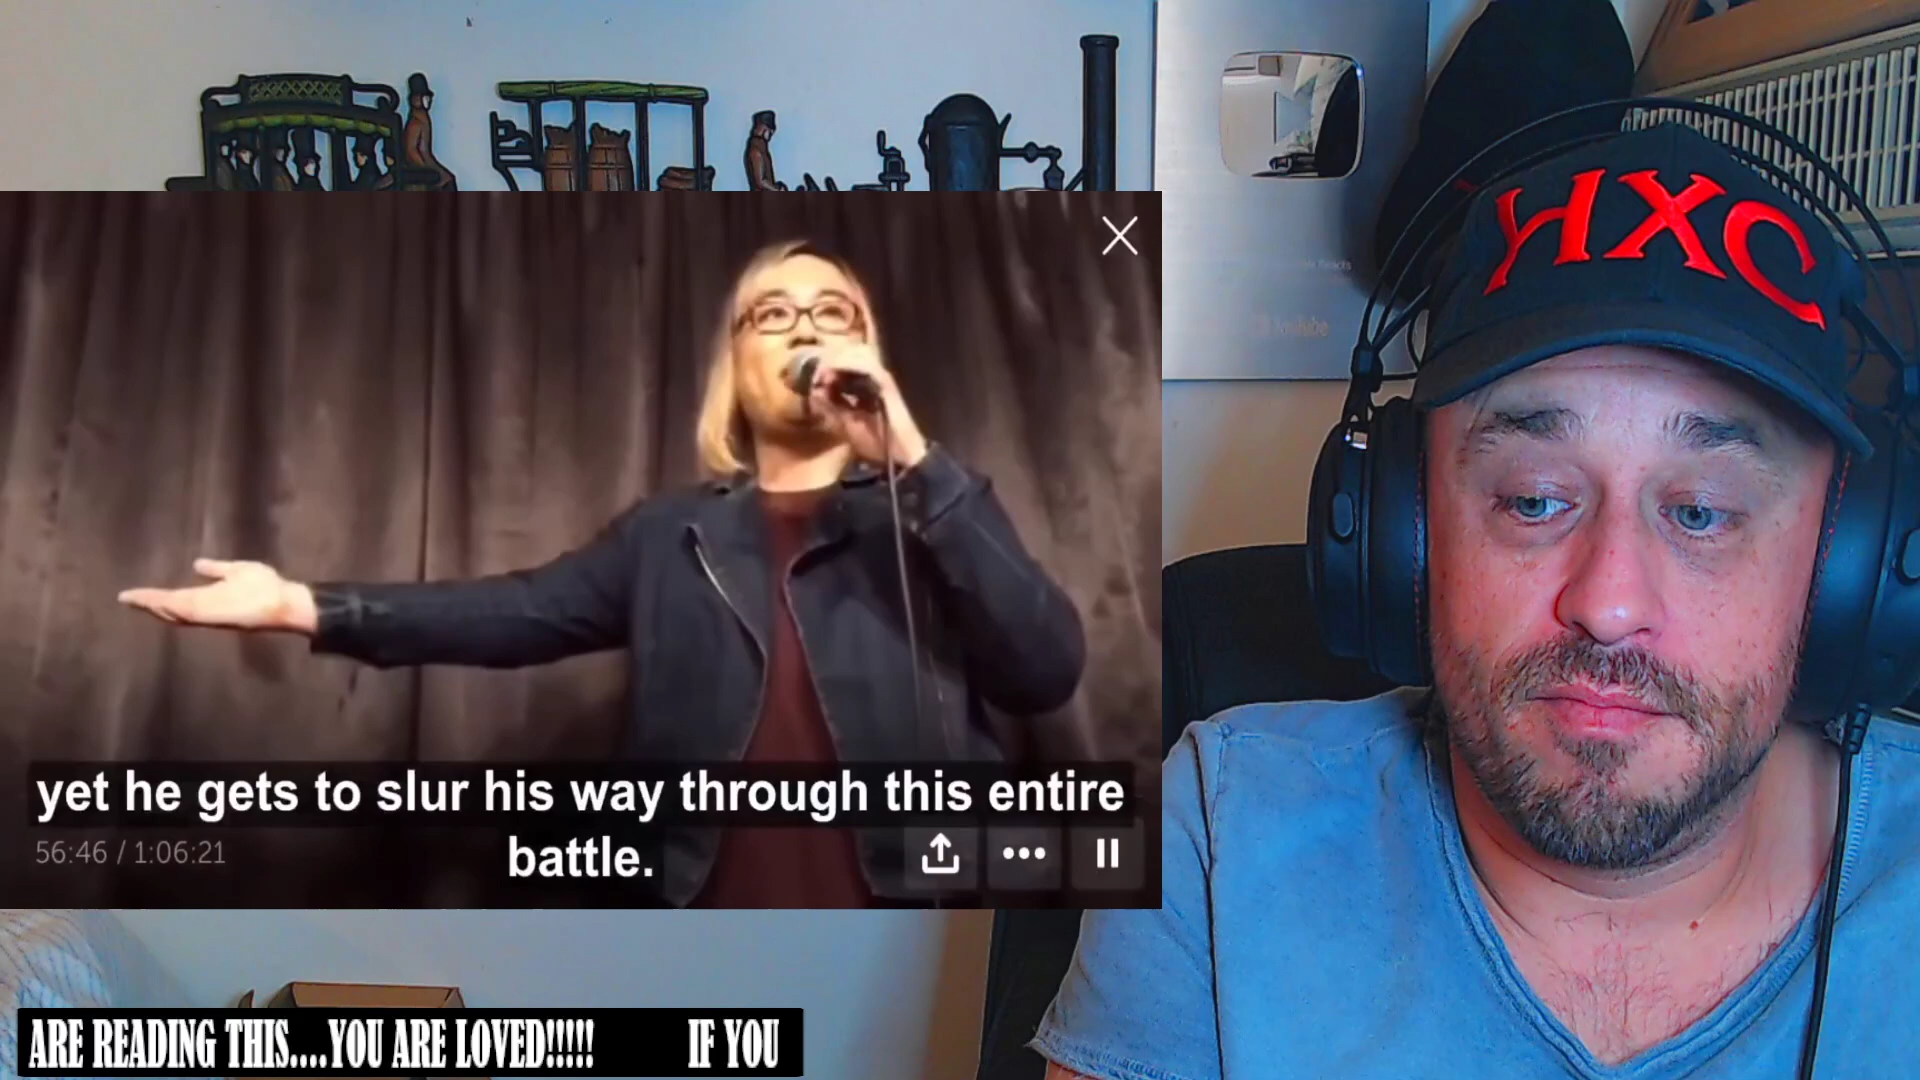 HXC
yet he gets to slur his way through this entire
battle.
56:46 / 1:06:21
YouTube
ARE READING THIS....YOU ARE LOVED!!!!! IF YOU